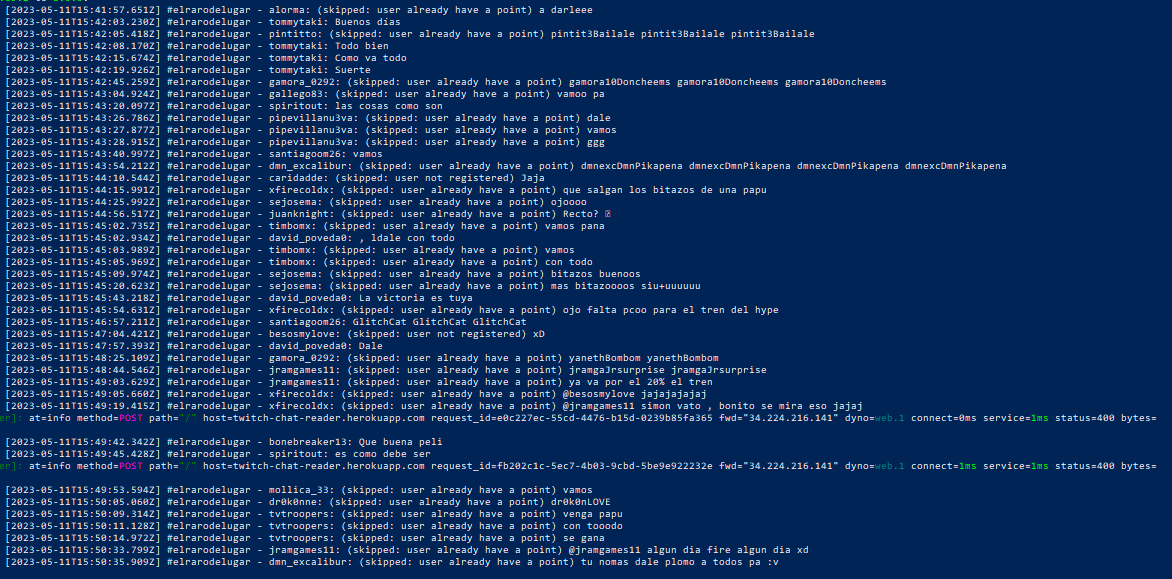 [2023-05-11T15:41:57.651Z] #elrarodelugar - alorma: (skipped: user already have a point) a darleee
[2023-05-11T15:42:03.230Z] #elrarodelugar - tommytaki: Buenos días
[2023-05-11T15:42:05.418Z] #elrarodelugar - pintitto: (skipped: user already have a point) pintit3Bailale pintit3Bailale pintit3Bailale
[2023-05-11T15:42:08.170Z] #elrarodelugar - tommytaki: Todo bien
[2023-05-11T15:42:15.674Z] #elrarodelugar - tommytaki: Como va todo
[2023-05-11T15:42:19.926Z] #elrarodelugar - tommytaki: Suerte
[2023-05-11T15:42:45.259Z] #elrarodelugar - gamora_0292: (skipped: user already have a point) gamora10Doncheems gamora10Doncheems gamora10Doncheems
[2023-05-11T15:43:04.924Z] #elrarodelugar - gallego83: (skipped: user already have a point) vamoo pa
[2023-05-11T15:43:20.097Z] #elrarodelugar - spiritout: las cosas como son
[2023-05-11T15:43:26.786Z] #elrarodelugar - pipevillanu3va: (skipped: user already have a point) dale
[2023-05-11T15:43:27.877Z] #elrarodelugar - pipevillanu3va: (skipped: user already have a point) vamos
[2023-05-11T15:43:28.915Z] #elrarodelugar - pipevillanu3va: (skipped: user already have a point) ggg
[2023-05-11T15:43:40.997Z] #elrarodelugar - santiagoom26: vamos
[2023-05-11T15:43:54.212Z] #elrarodelugar - dmn_excalibur: (skipped: user already have a point) dmnexcDmnPikapena dmnexcDmnPikapena dmnexcDmnPikapena dmnexcDmnPikapena
[2023-05-11T15:44:10.544Z] #elrarodelugar - caridadde: (skipped: user not registered) Jaja
[2023-05-11T15:44:15.991Z] #elrarodelugar - xfirecoldx: (skipped: user already have a point) que salgan los bitazos de una papu
[2023-05-11T15:44:25.992Z] #elrarodelugar - sejosema: (skipped: user already have a point) ojoooo
[2023-05-11T15:44:56.517Z] #elrarodelugar - juanknight: (skipped: user already have a point) Recto?
[2023-05-11T15:45:02.735Z] #elrarodelugar - timbomx: (skipped: user already have a point) vamos pana
[2023-05-11T15:45:02.934Z] #elrarodelugar - david_poveda0: , ldale con todo
[2023-05-11T15:45:03.989Z] #elrarodelugar - timbomx: (skipped: user already have a point) vamos
[2023-05-11T15:45:05.969Z] #elrarodelugar - timbomx: (skipped: user already have a point) con todo
[2023-05-11T15:45:09.974Z] #elrarodelugar - sejosema: (skipped: user already have a point) bitazos buenoos
[2023-05-11T15:45:20.623Z] #elrarodelugar - sejosema: (skipped: user already have a point) mas bitazoooos siu+uuuuuu
[2023-05-11T15:45:43.218Z] #elrarodelugar - david_poveda0: La victoria es tuya
[2023-05-11T15:45:54.631Z] #elrarodelugar - xfirecoldx: (skipped: user already have a point) ojo falta pcoo para el tren del hype
[2023-05-11T15:46:57.211Z] #elrarodelugar - santiagoom26: GlitchCat GlitchCat GlitchCat
[2023-05-11T15:47:04.421Z] #elrarodelugar - besosmylove: (skipped: user not registered) xD
[2023-05-11T15:47:57.393Z] #elrarodelugar - david_poveda0: Dale
[2023-05-11T15:48:25.109Z] #elrarodelugar - gamora_0292: (skipped: user already have a point) yanethBombom yanethBombom
[2023-05-11T15:48:44.546Z] #elrarodelugar - jramgames11: (skipped: user already have a point) jramgaJrsurprise jramgaJrsurprise
[2023-05-11T15:49:03.629Z] #elrarodelugar - jramgames11: (skipped: user already have a point) ya va por el 20% el tren
[2023-05-11T15:49:05.660Z] #elrarodelugar - xfirecoldx: (skipped: user already have a point) @besosmylove jajajajajaj
[2023-05-11T15:49:19.415Z] #elrarodelugar - xfirecoldx: (skipped: user already have a point) @jramgames11 simon vato , bonito se mira eso jajaj
er]: at=info method=POST path="/" host=twitch-chat-reader.herokuapp.com request_id=e0c227ec-55cd-4476-b15d-0239b85fa365 fwd="34.224.216.141" dyno=web.1 connect=0ms service=1ms status=400 bytes=
[2023-05-11T15:49:42.342Z] #elrarodelugar - bonebreaker13: Que buena peli
[2023-05-11T15:49:45.428Z] #elrarodelugar - spiritout: es como debe ser
er]: at=info method=POST path="/" host=twitch-chat-reader.herokuapp.com request_id=fb202c1c-5ec7-4b03-9cbd-5be9e922232e fwd="34.224.216.141" dyno=web.1 connect=1ms service=1ms status=400 bytes=
[2023-05-11T15:49:53.594Z] #elrarodelugar - mollica_33: (skipped: user already have a point) vamos
[2023-05-11T15:50:05.060Z] #elrarodelugar - dr0k0nne: (skipped: user already have a point) dr0k0nLOVE
[2023-05-11T15:50:09.314Z] #elrarodelugar - tvtroopers: (skipped: user already have a point) venga papu
[2023-05-11T15:50:11.128Z] #elrarodelugar - tvtroopers: (skipped: user already have a point) con tooodo
[2023-05-11T15:50:14.972Z] #elrarodelugar - tvtroopers: (skipped: user already have a point) se gana
[2023-05-11T15:50:33.799Z] #elrarodelugar - jramgames11: (skipped: user already have a point) @jramgames11 algun dia fire algun dia xd
[2023-05-11T15:50:35.909Z] #elrarodelugar - dmn_excalibur: (skipped: user already have a point) tu nomas dale plomo a todos pa :v